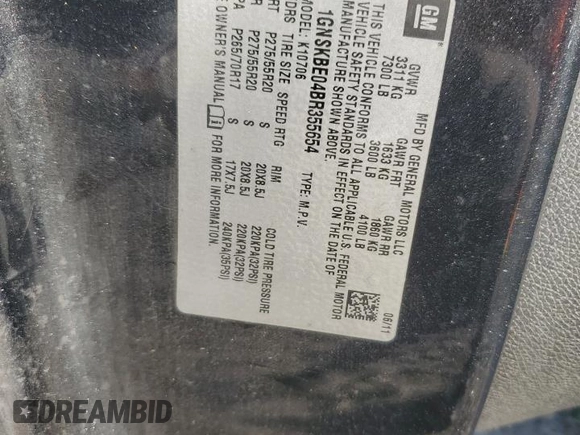 GM
MFD BY GENERAL MOTORS LLC
06/11
GVWR GAWR FRT GAWR RR
3311 KG 1633 KG 1860 KG
7300 LB 3600 LB 4100 LB
THIS VEHICLE CONFORMS TO ALL APPLICABLE U.S. FEDERAL MOTOR
VEHICLE SAFETY STANDARDS IN EFFECT ON THE DATE OF
MANUFACTURE SHOWN ABOVE.
1GNSKBE04BR355654 TYPE: M.P.V.
MODEL: K10706
TIRE SIZE SPEED RTG RIM COLD TIRE PRESSURE
P275/55R20 S 20X8.5J 220KPA(32PSI)
P275/55R20 S 20X8.5J 220KPA(32PSI)
P265/70R17 S 17X7.5J 240KPA(35PSI)
OWNER'S MANUAL FOR MORE INFORMATION.
DREAMBID